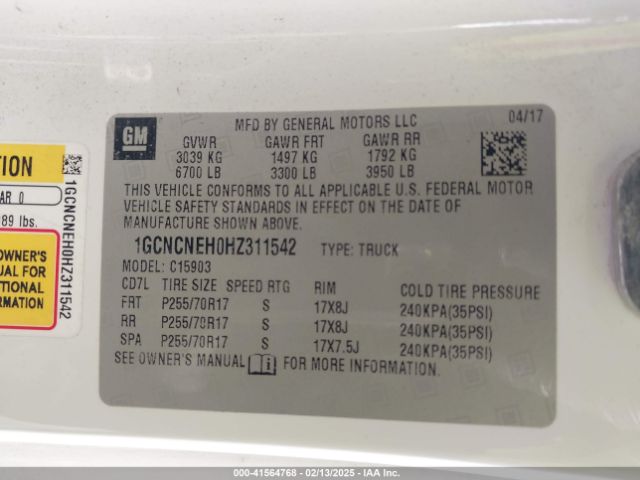 TION
AR 0
89 lbs.
OWNER'S
UAL FOR
TIONAL
RMATION
1GCNCNEH0HZ311542
GM
MFD BY GENERAL MOTORS LLC
04/17
GVWR GAWR FRT GAWR RR
3039 KG 1497 KG 1792 KG
6700 LB 3300 LB 3950 LB
THIS VEHICLE CONFORMS TO ALL APPLICABLE U.S. FEDERAL MOTOR
VEHICLE SAFETY STANDARDS IN EFFECT ON THE DATE OF
MANUFACTURE SHOWN ABOVE.
1GCNCNEH0HZ311542 TYPE: TRUCK
MODEL: C15903
CD7L TIRE SIZE SPEED RTG RIM COLD TIRE PRESSURE
FRT P255/70R17 S 17X8J 240KPA(35PSI)
RR P255/70R17 S 17X8J 240KPA(35PSI)
SPA P255/70R17 S 17X7.5J 240KPA(35PSI)
SEE OWNER'S MANUAL FOR MORE INFORMATION.
000-41564768 - 02/13/2025 - IAA Inc.